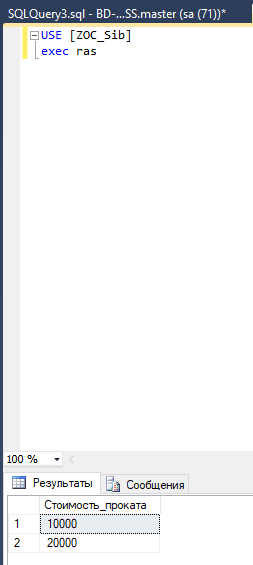 SQLQuery3.sql - BD-...SS.master (sa (71))*
USE [ZOC_Sib]
exec ras
100 %
Результаты
Сообщения
Стоимость_проката
1 10000
2 20000